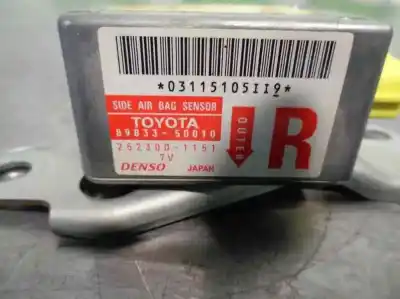 *03115105II9*
SIDE AIR BAG SENSOR
TOYOTA
89833-50010
252300-1151
7V
DENSO JAPAN
OUTER
R